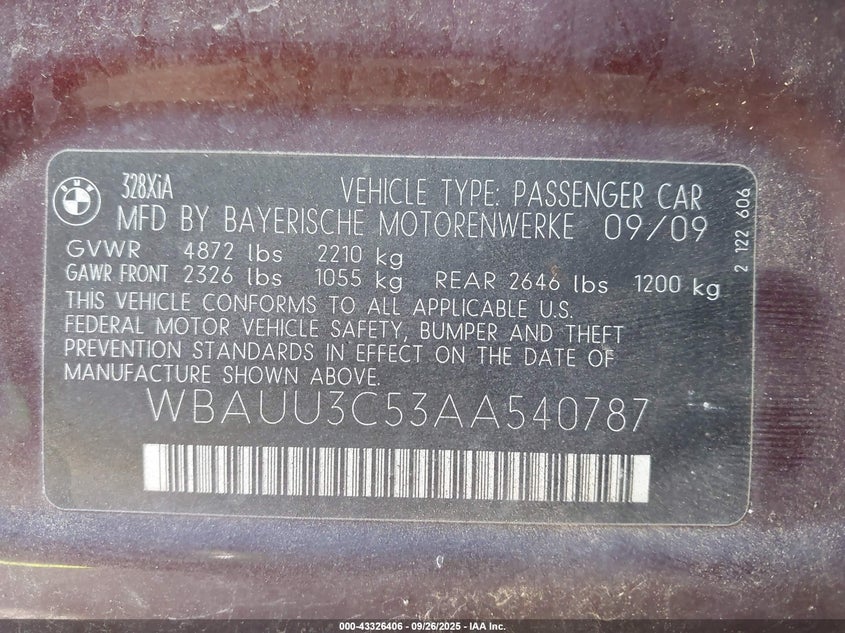 BMW
328XiA VEHICLE TYPE: PASSENGER CAR
MFD BY BAYERISCHE MOTORENWERKE 09/09
GVWR 4872 lbs 2210 kg
GAWR FRONT 2326 lbs 1055 kg REAR 2646 lbs 1200 kg
THIS VEHICLE CONFORMS TO ALL APPLICABLE U.S.
FEDERAL MOTOR VEHICLE SAFETY, BUMPER AND THEFT
PREVENTION STANDARDS IN EFFECT ON THE DATE OF
MANUFACTURE SHOWN ABOVE.
WBAUU3C53AA540787
2 122 606
000-43326406 - 09/26/2025 - IAA Inc.